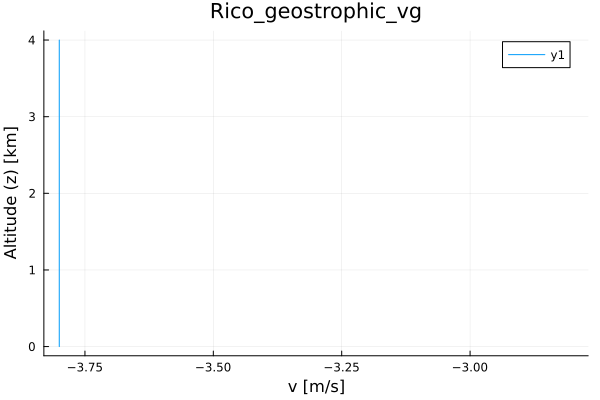 Rico_geostrophic_vg
y1
Altitude (z) [km]
4
3
2
1
0
−3.75 −3.50 −3.25 −3.00
v [m/s]